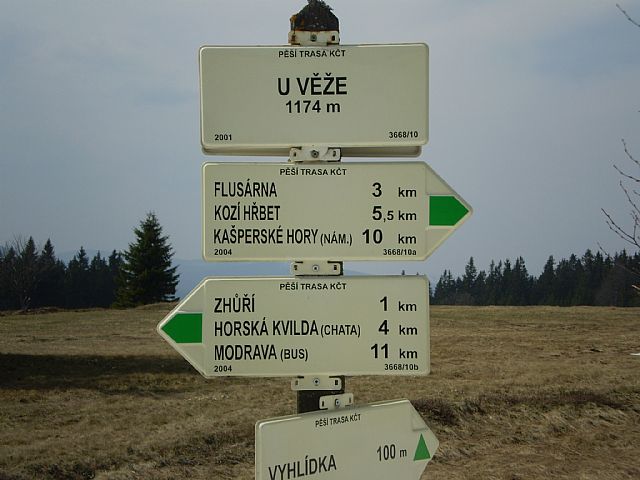 PĚŠÍ TRASA KČT
U VĚŽE
1174 m
2001 3668/10
PĚŠÍ TRASA KČT
FLUSÁRNA 3 km
KOZÍ HŘBET 5,5 km
KAŠPERSKÉ HORY (NÁM.) 10 km
2004 3668/10a
PĚŠÍ TRASA KČT
ZHŮŘÍ 1 km
HORSKÁ KVILDA (CHATA) 4 km
MODRAVA (BUS) 11 km
2004 3668/10b
PĚŠÍ TRASA KČT
VYHLÍDKA 100 m